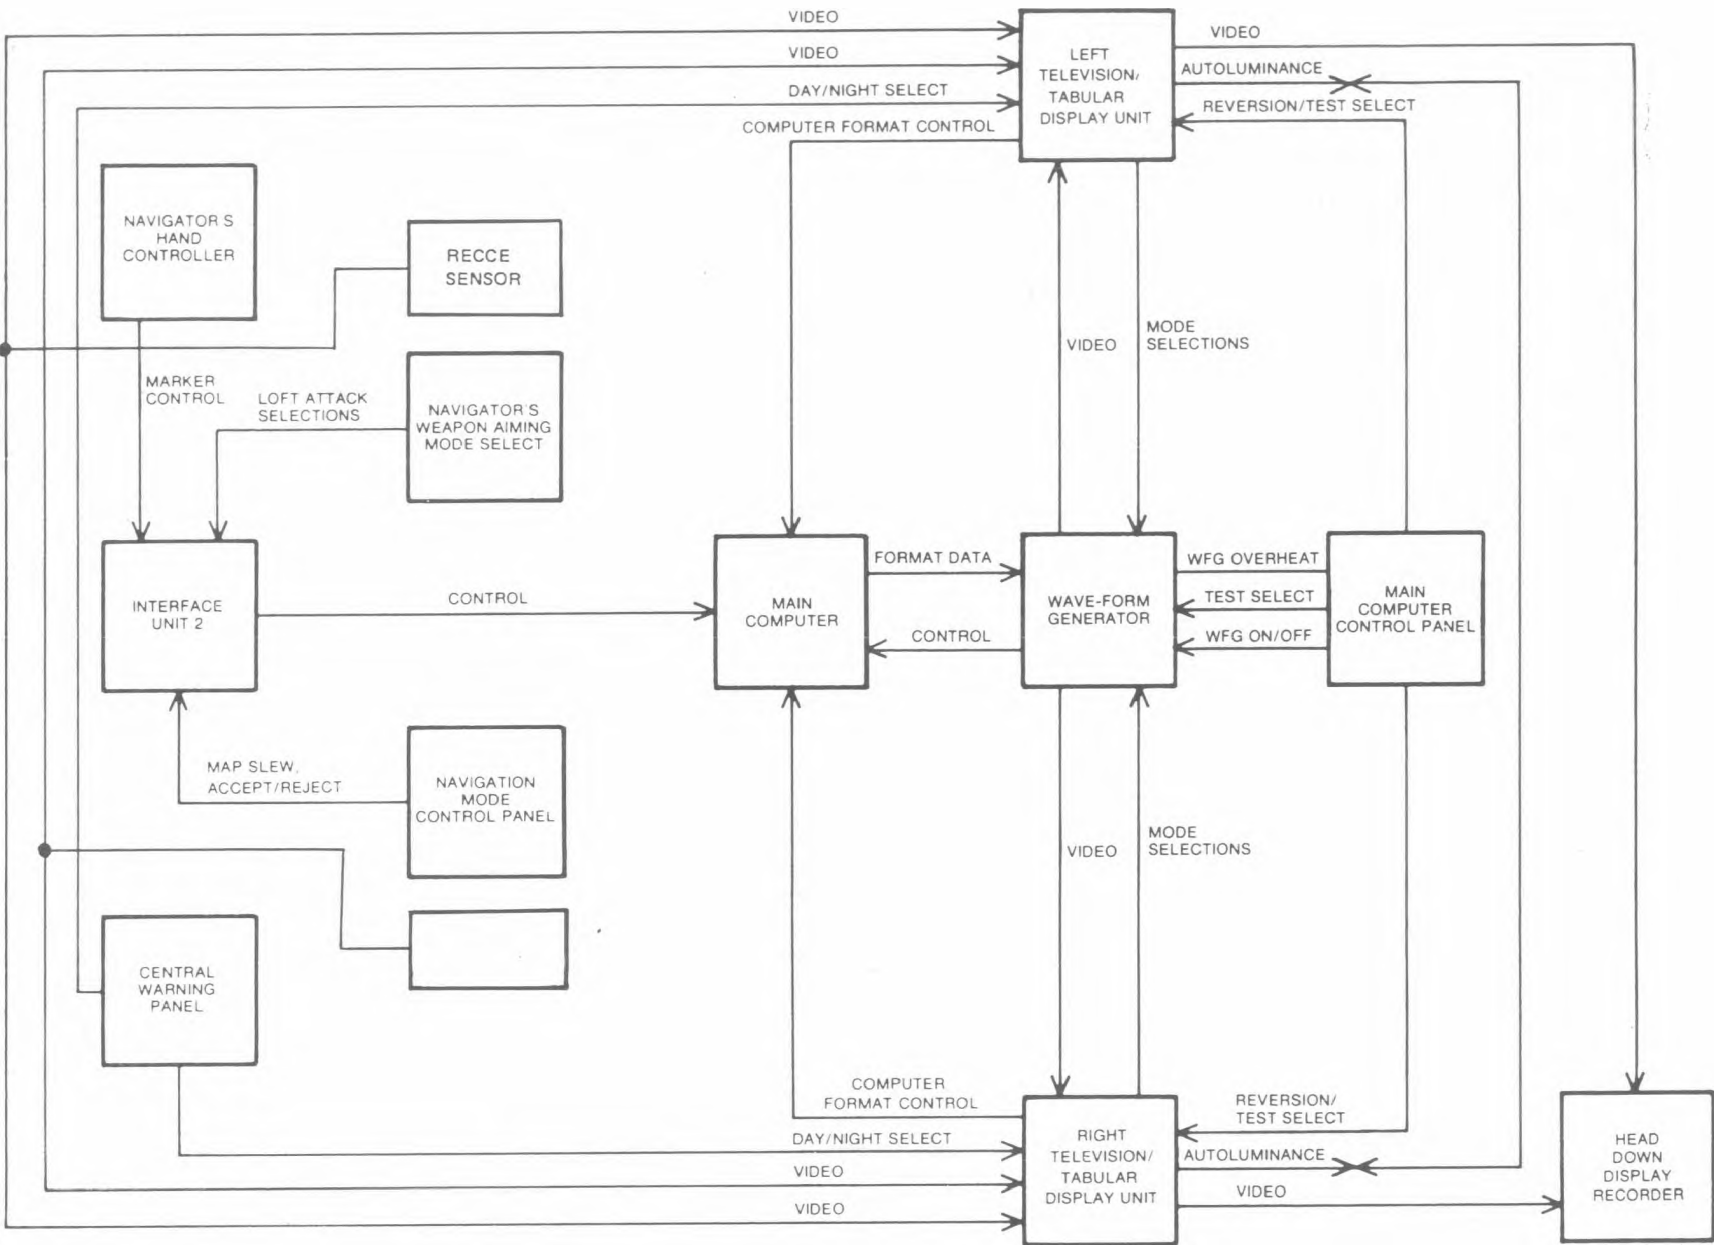 VIDEO
VIDEO
DAY/NIGHT SELECT
COMPUTER FORMAT CONTROL
LEFT
TELEVISION/
TABULAR
DISPLAY UNIT
VIDEO
AUTOLUMINANCE
REVERSION/TEST SELECT
NAVIGATOR S
HAND
CONTROLLER
RECCE
SENSOR
MARKER
CONTROL
LOFT ATTACK
SELECTIONS
NAVIGATOR'S
WEAPON AIMING
MODE SELECT
VIDEO
MODE
SELECTIONS
INTERFACE
UNIT 2
CONTROL
MAIN
COMPUTER
FORMAT DATA
CONTROL
WAVE-FORM
GENERATOR
WFG OVERHEAT
TEST SELECT
WFG ON/OFF
MAIN
COMPUTER
CONTROL PANEL
MAP SLEW,
ACCEPT/REJECT
NAVIGATION
MODE
CONTROL PANEL
VIDEO
MODE
SELECTIONS
CENTRAL
WARNING
PANEL
COMPUTER
FORMAT CONTROL
DAY/NIGHT SELECT
VIDEO
VIDEO
RIGHT
TELEVISION/
TABULAR
DISPLAY UNIT
REVERSION/
TEST SELECT
AUTOLUMINANCE
VIDEO
HEAD
DOWN
DISPLAY
RECORDER